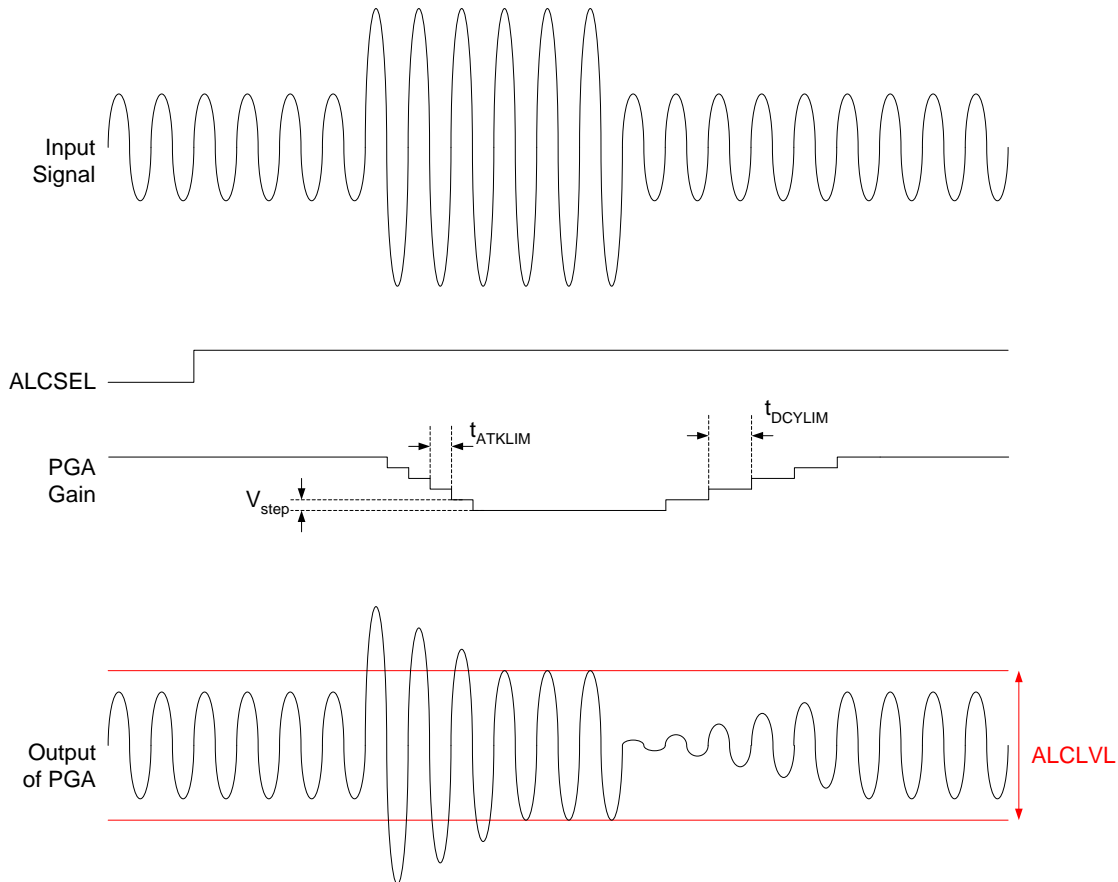 Input
Signal
ALCSEL
tATKLIM
tDCYLIM
PGA
Gain
Vstep
Output
of PGA
ALCLVL